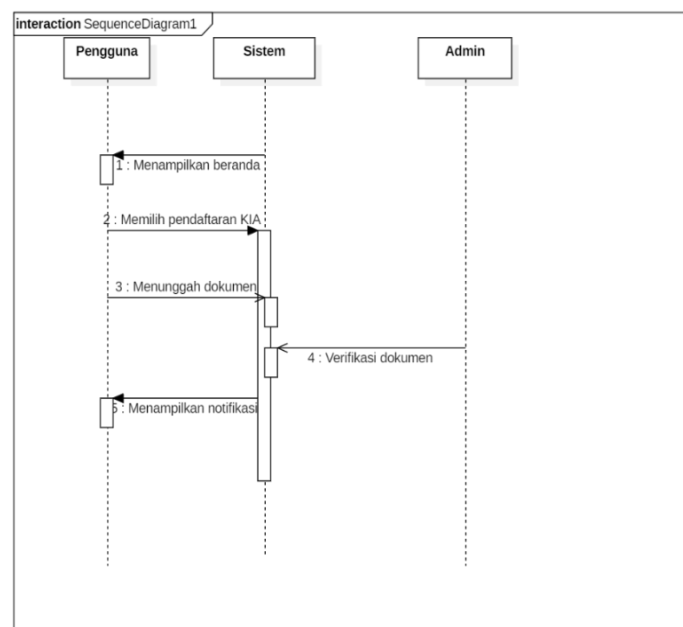 interaction SequenceDiagram1
Pengguna
Sistem
Admin
1 : Menampilkan beranda
2 : Memilih pendaftaran KIA
3 : Menunggah dokumen
4 : Verifikasi dokumen
5 : Menampilkan notifikasi